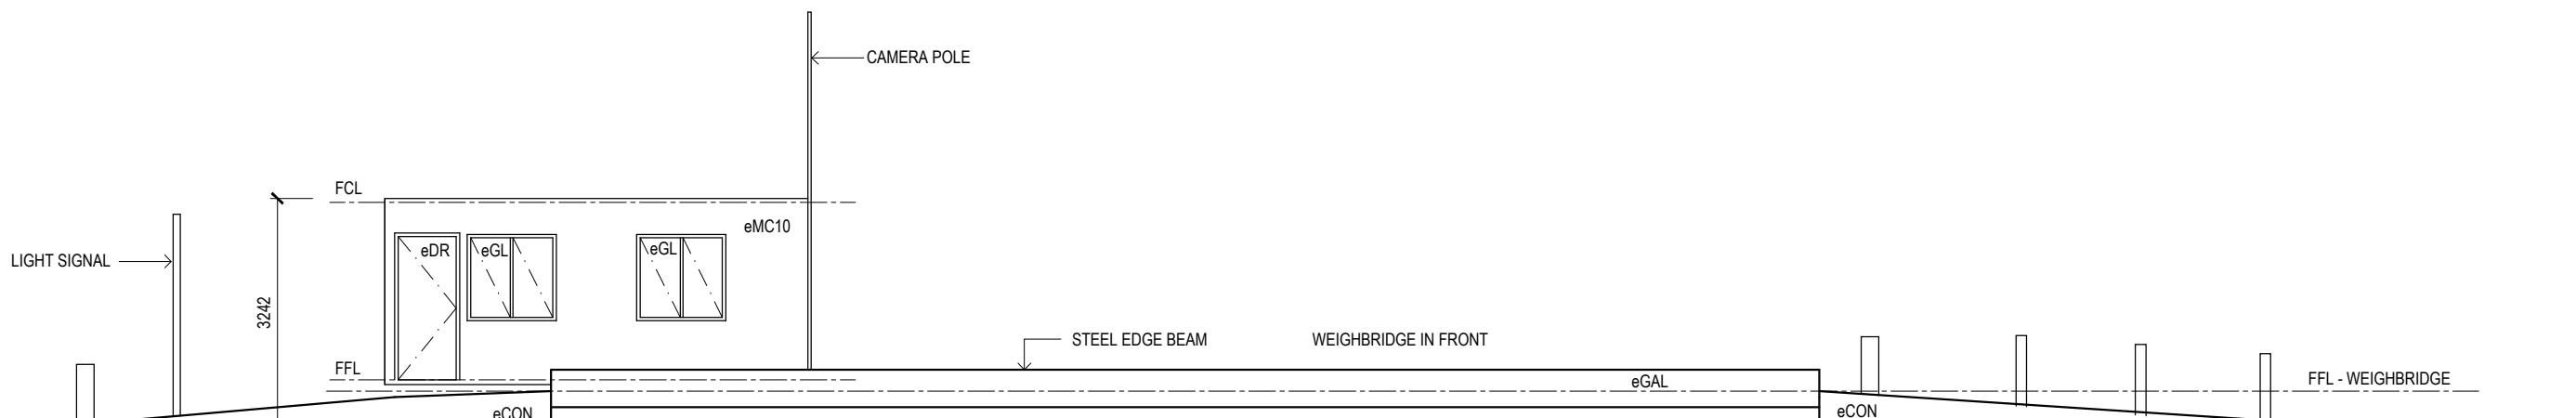 CAMERA POLE
FCL
eMC10
eDR
eGL
eGL
LIGHT SIGNAL
3242
STEEL EDGE BEAM
WEIGHBRIDGE IN FRONT
FFL
eGAL
FFL - WEIGHBRIDGE
eCON
eCON